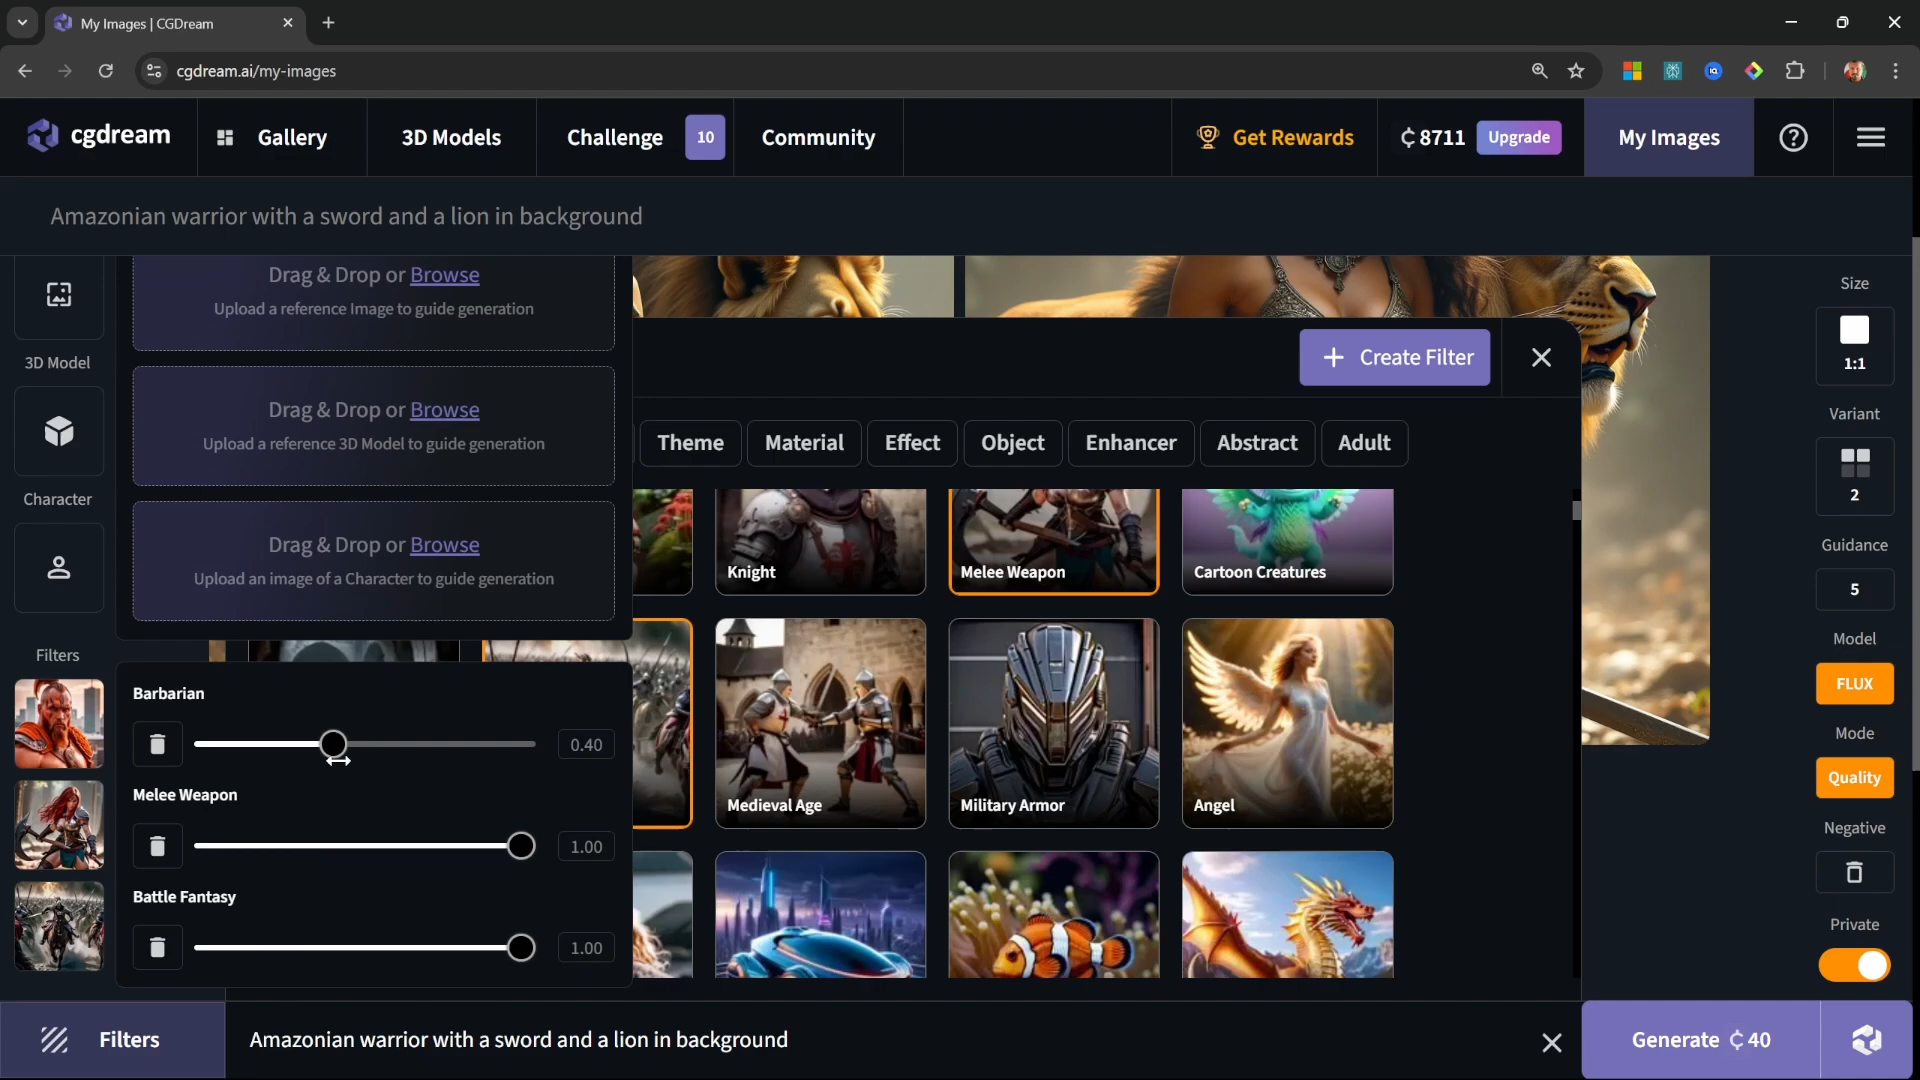 My Images | CGDream
cgdream.ai/my-images
cgdream
Gallery
3D Models
Challenge
10
Community
Get Rewards
₵ 8711
Upgrade
My Images
Amazonian warrior with a sword and a lion in background
Drag & Drop or Browse
Upload a reference Image to guide generation
3D Model
Drag & Drop or Browse
Upload a reference 3D Model to guide generation
Character
Drag & Drop or Browse
Upload an image of a Character to guide generation
Filters
Barbarian
0.40
Melee Weapon
1.00
Battle Fantasy
1.00
Create Filter
Theme
Material
Effect
Object
Enhancer
Abstract
Adult
Knight
Melee Weapon
Cartoon Creatures
Medieval Age
Military Armor
Angel
Size
1:1
Variant
2
Guidance
5
Model
FLUX
Mode
Quality
Negative
Private
Filters
Amazonian warrior with a sword and a lion in background
Generate ₵ 40